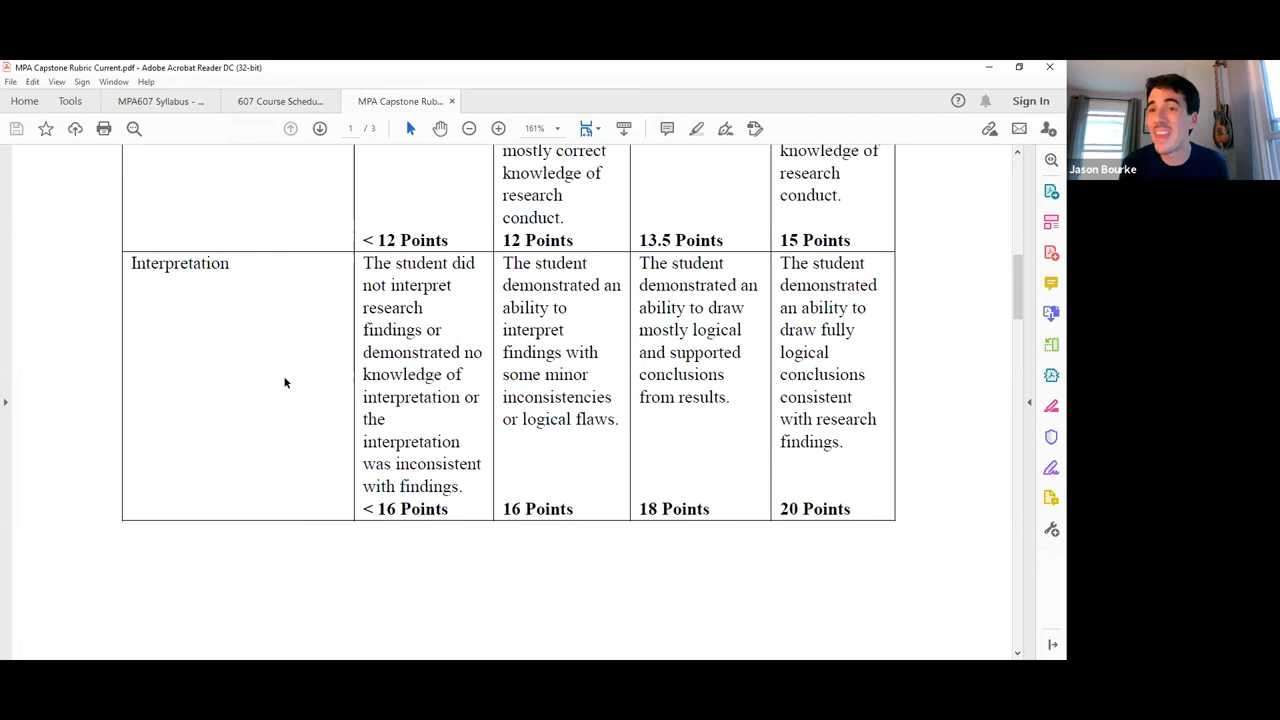 MPA Capstone Rubric Current.pdf - Adobe Acrobat Reader DC (32-bit)
File Edit View Sign Window Help
Home Tools MPA607 Syllabus - ... 607 Course Schedu... MPA Capstone Rub... × Sign In
1 / 3 161%
Jason Bourke
mostly correct
knowledge of
research
conduct.
12 Points
knowledge of
research
conduct.
15 Points
< 12 Points
13.5 Points
Interpretation
The student did
not interpret
research
findings or
demonstrated no
knowledge of
interpretation or
the
interpretation
was inconsistent
with findings.
< 16 Points
The student
demonstrated an
ability to
interpret
findings with
some minor
inconsistencies
or logical flaws.
16 Points
The student
demonstrated an
ability to draw
mostly logical
and supported
conclusions
from results.
18 Points
The student
demonstrated
an ability to
draw fully
logical
conclusions
consistent
with research
findings.
20 Points